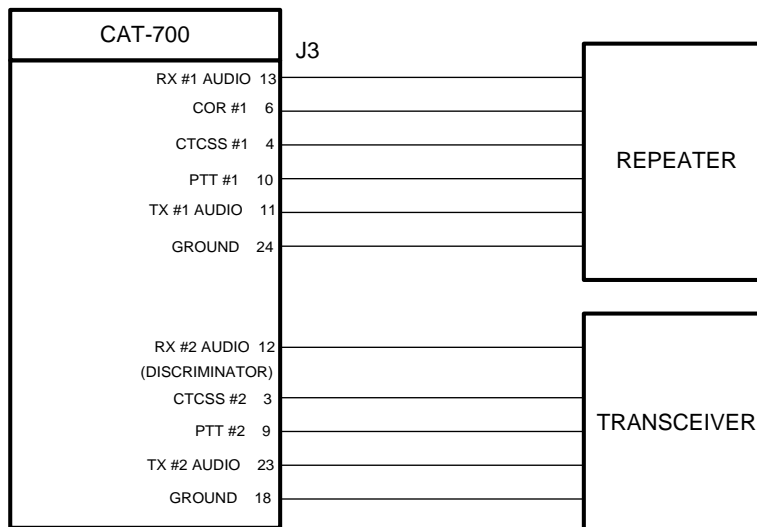 CAT-700
J3
RX #1 AUDIO 13
COR #1 6
CTCSS #1 4
PTT #1 10
TX #1 AUDIO 11
GROUND 24
REPEATER
RX #2 AUDIO 12
(DISCRIMINATOR)
CTCSS #2 3
PTT #2 9
TX #2 AUDIO 23
GROUND 18
TRANSCEIVER